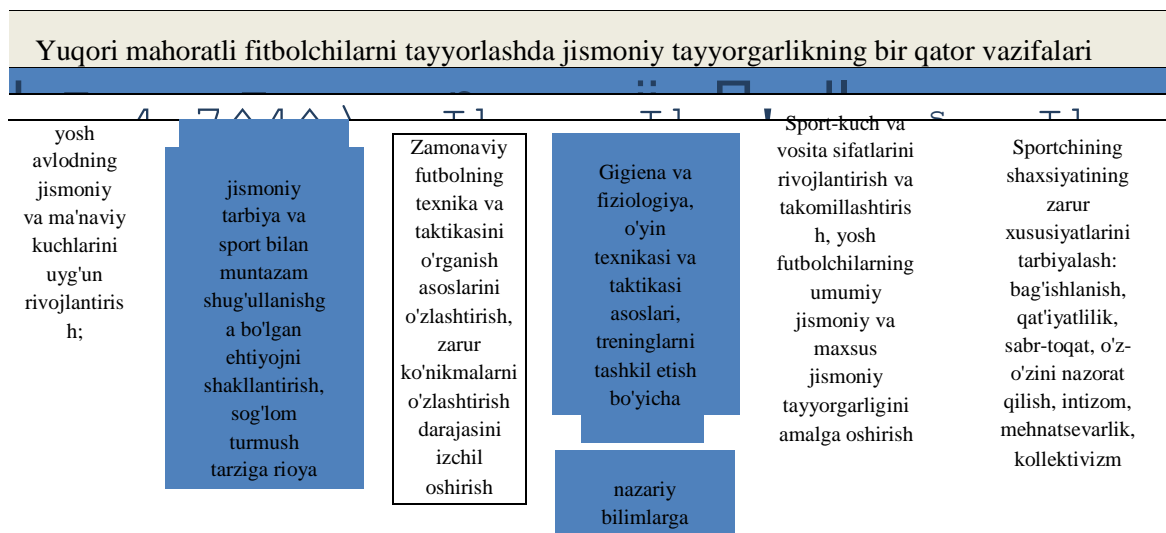 Yuqori mahoratli fitbolchilarni tayyorlashda jismoniy tayyorgarlikning bir qator vazifalari
yosh
avlodning
jismoniy
va ma'naviy
kuchlarini
uyg'un
rivojlantiris
h;
jismoniy
tarbiya va
sport bilan
muntazam
shug'ullanishg
a bo'lgan
ehtiyojni
shakllantirish,
sog'lom
turmush
tarziga rioya
Zamonaviy
futbolning
texnika va
taktikasini
o'rganish
asoslarini
o'zlashtirish,
zarur
ko'nikmalarni
o'zlashtirish
darajasini
izchil
oshirish
Gigiena va
fiziologiya,
o'yin
texnikasi va
taktikasi
asoslari,
treninglarni
tashkil etish
bo'yicha
nazariy
bilimlarga
Sport-kuch va
vosita sifatlarini
rivojlantirish va
takomillashtiris
h, yosh
futbolchilarning
umumiy
jismoniy va
maxsus
jismoniy
tayyorgarligini
amalga oshirish
Sportchining
shaxsiyatining
zarur
xususiyatlarini
tarbiyalash:
bag'ishlanish,
qat'iyatlilik,
sabr-toqat, o'z-
o'zini nazorat
qilish, intizom,
mehnatsevarlik,
kollektivizm